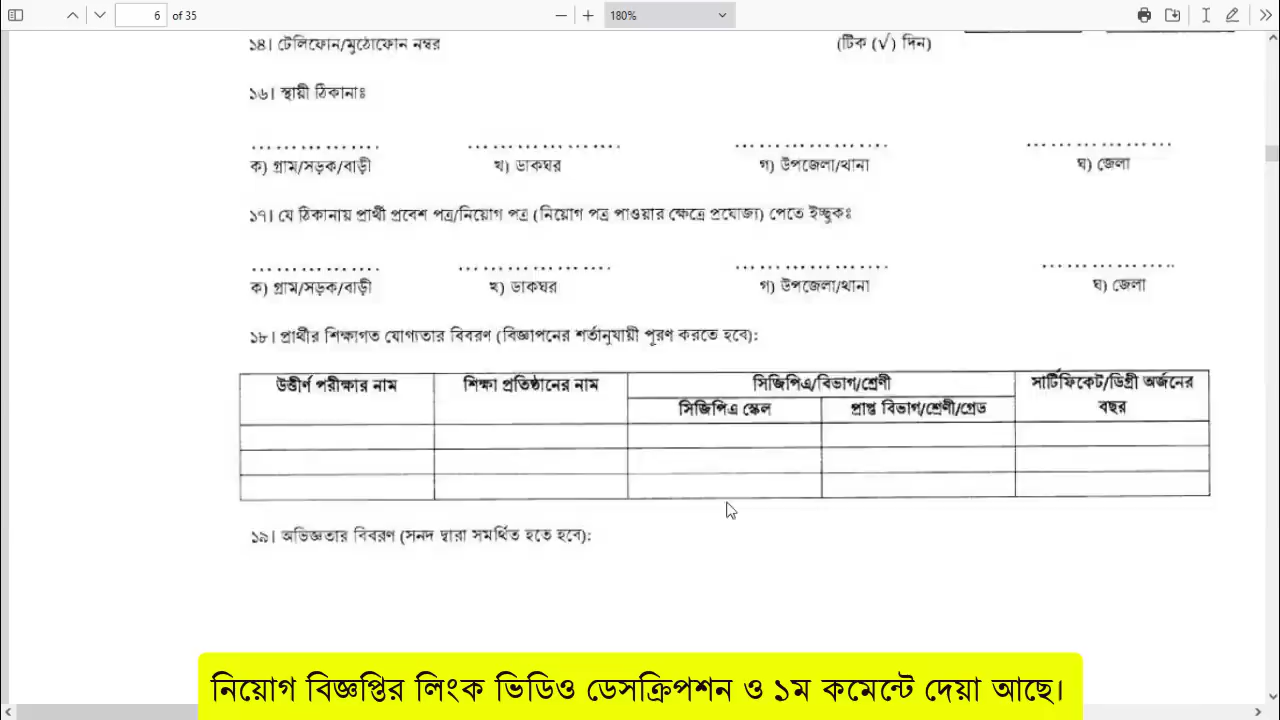 6 of 35
180%
১৪। টেলিফোন/মুঠোফোন নম্বর (টিক (√) দিন)
১৬। স্থায়ী ঠিকানাঃ
ক) গ্রাম/সড়ক/বাড়ী খ) ডাকঘর গ) উপজেলা/থানা ঘ) জেলা
১৭। যে ঠিকানায় প্রার্থী প্রবেশ পত্র/নিয়োগ পত্র (নিয়োগ পত্র পাওয়ার ক্ষেত্রে প্রযোজ্য) পেতে ইচ্ছুকঃ
ক) গ্রাম/সড়ক/বাড়ী খ) ডাকঘর গ) উপজেলা/থানা ঘ) জেলা
১৮। প্রার্থীর শিক্ষাগত যোগ্যতার বিবরণ (বিজ্ঞাপনের শর্তানুযায়ী পূরণ করতে হবে):
উত্তীর্ণ পরীক্ষার নাম শিক্ষা প্রতিষ্ঠানের নাম সিজিপিএ/বিভাগ/শ্রেণী সার্টিফিকেট/ডিগ্রী অর্জনের
সিজিপিএ স্কেল প্রাপ্ত বিভাগ/শ্রেণী/গ্রেড বছর
১৯। অভিজ্ঞতার বিবরণ (সনদ দ্বারা সমর্থিত হতে হবে):
নিয়োগ বিজ্ঞপ্তির লিংক ভিডিও ডেসক্রিপশন ও ১ম কমেন্টে দেয়া আছে।